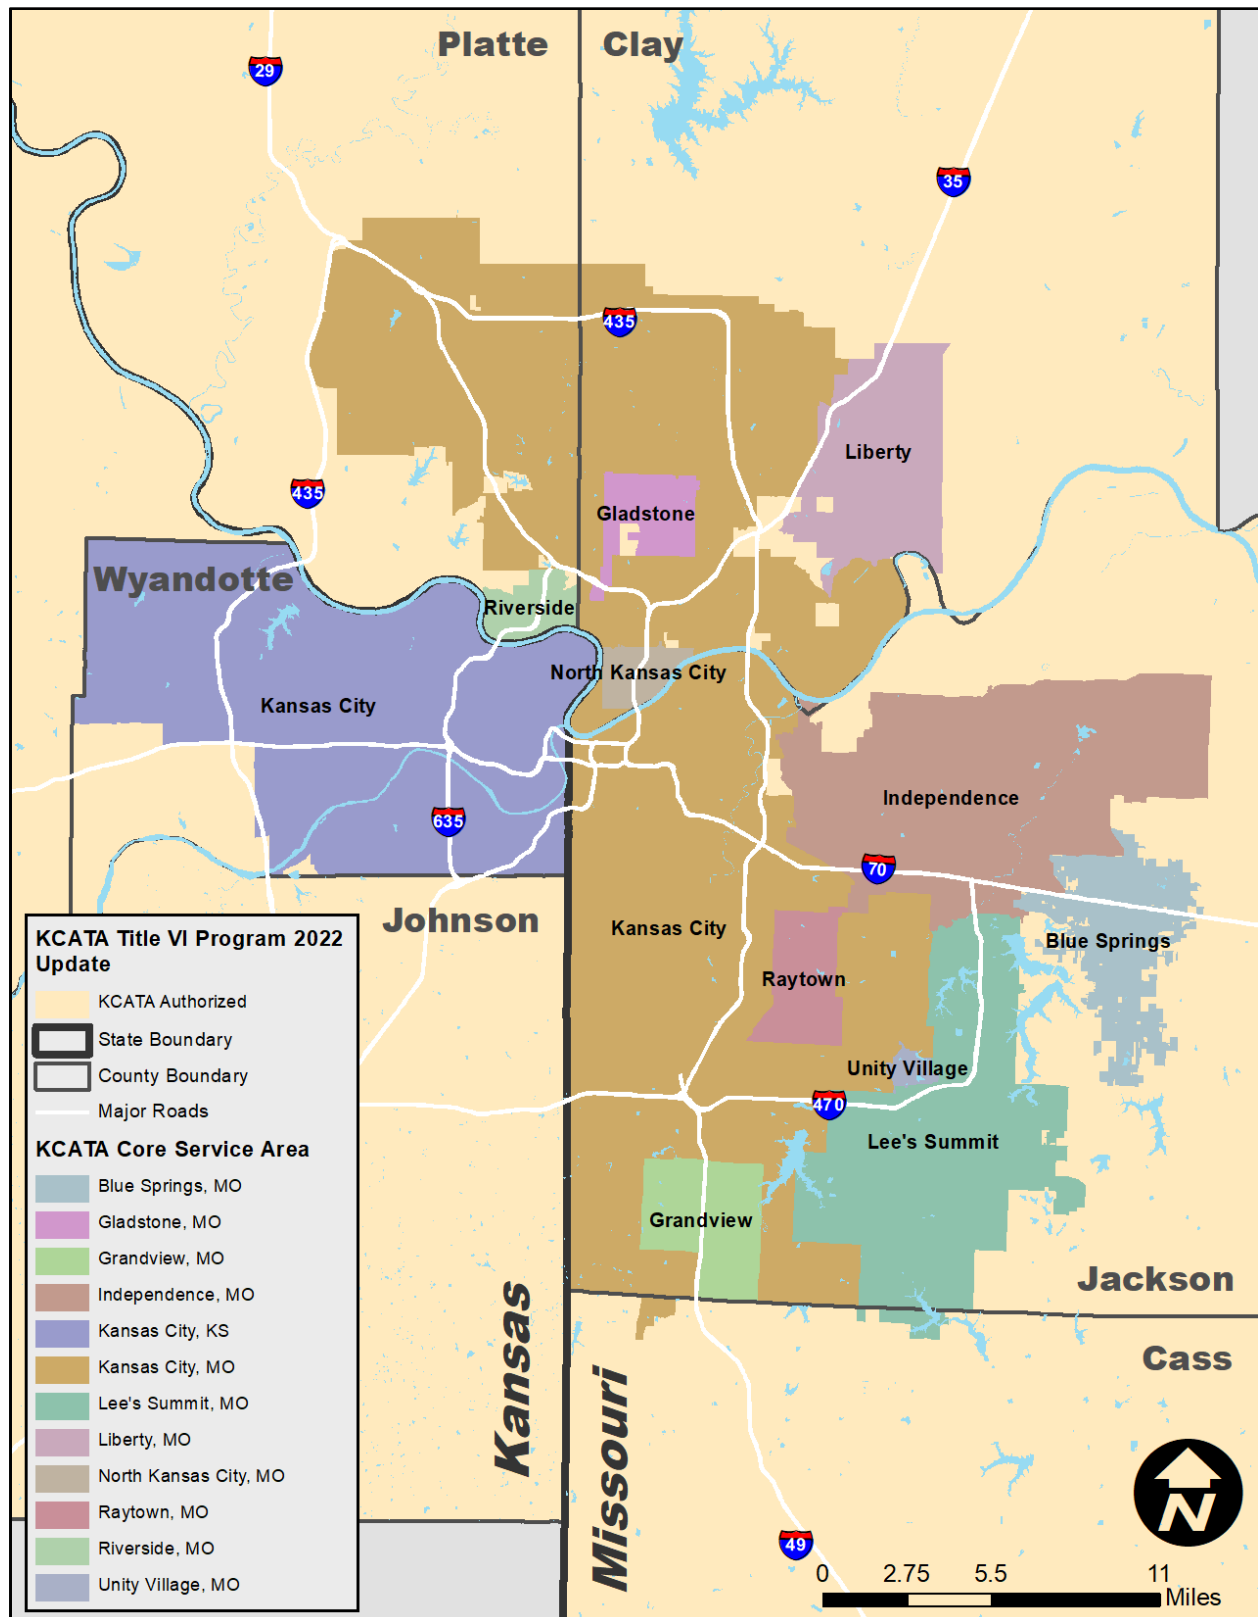 Platte
Clay
29
35
435
Liberty
435
Gladstone
Wyandotte
Riverside
North Kansas City
Kansas City
Independence
635
70
Johnson
Kansas City
Blue Springs
Raytown
Unity Village
470
Lee's Summit
Grandview
Jackson
Kansas
Missouri
Cass
49
KCATA Title VI Program 2022
Update
KCATA Authorized
State Boundary
County Boundary
Major Roads
KCATA Core Service Area
Blue Springs, MO
Gladstone, MO
Grandview, MO
Independence, MO
Kansas City, KS
Kansas City, MO
Lee's Summit, MO
Liberty, MO
North Kansas City, MO
Raytown, MO
Riverside, MO
Unity Village, MO
N
0 2.75 5.5 11
Miles